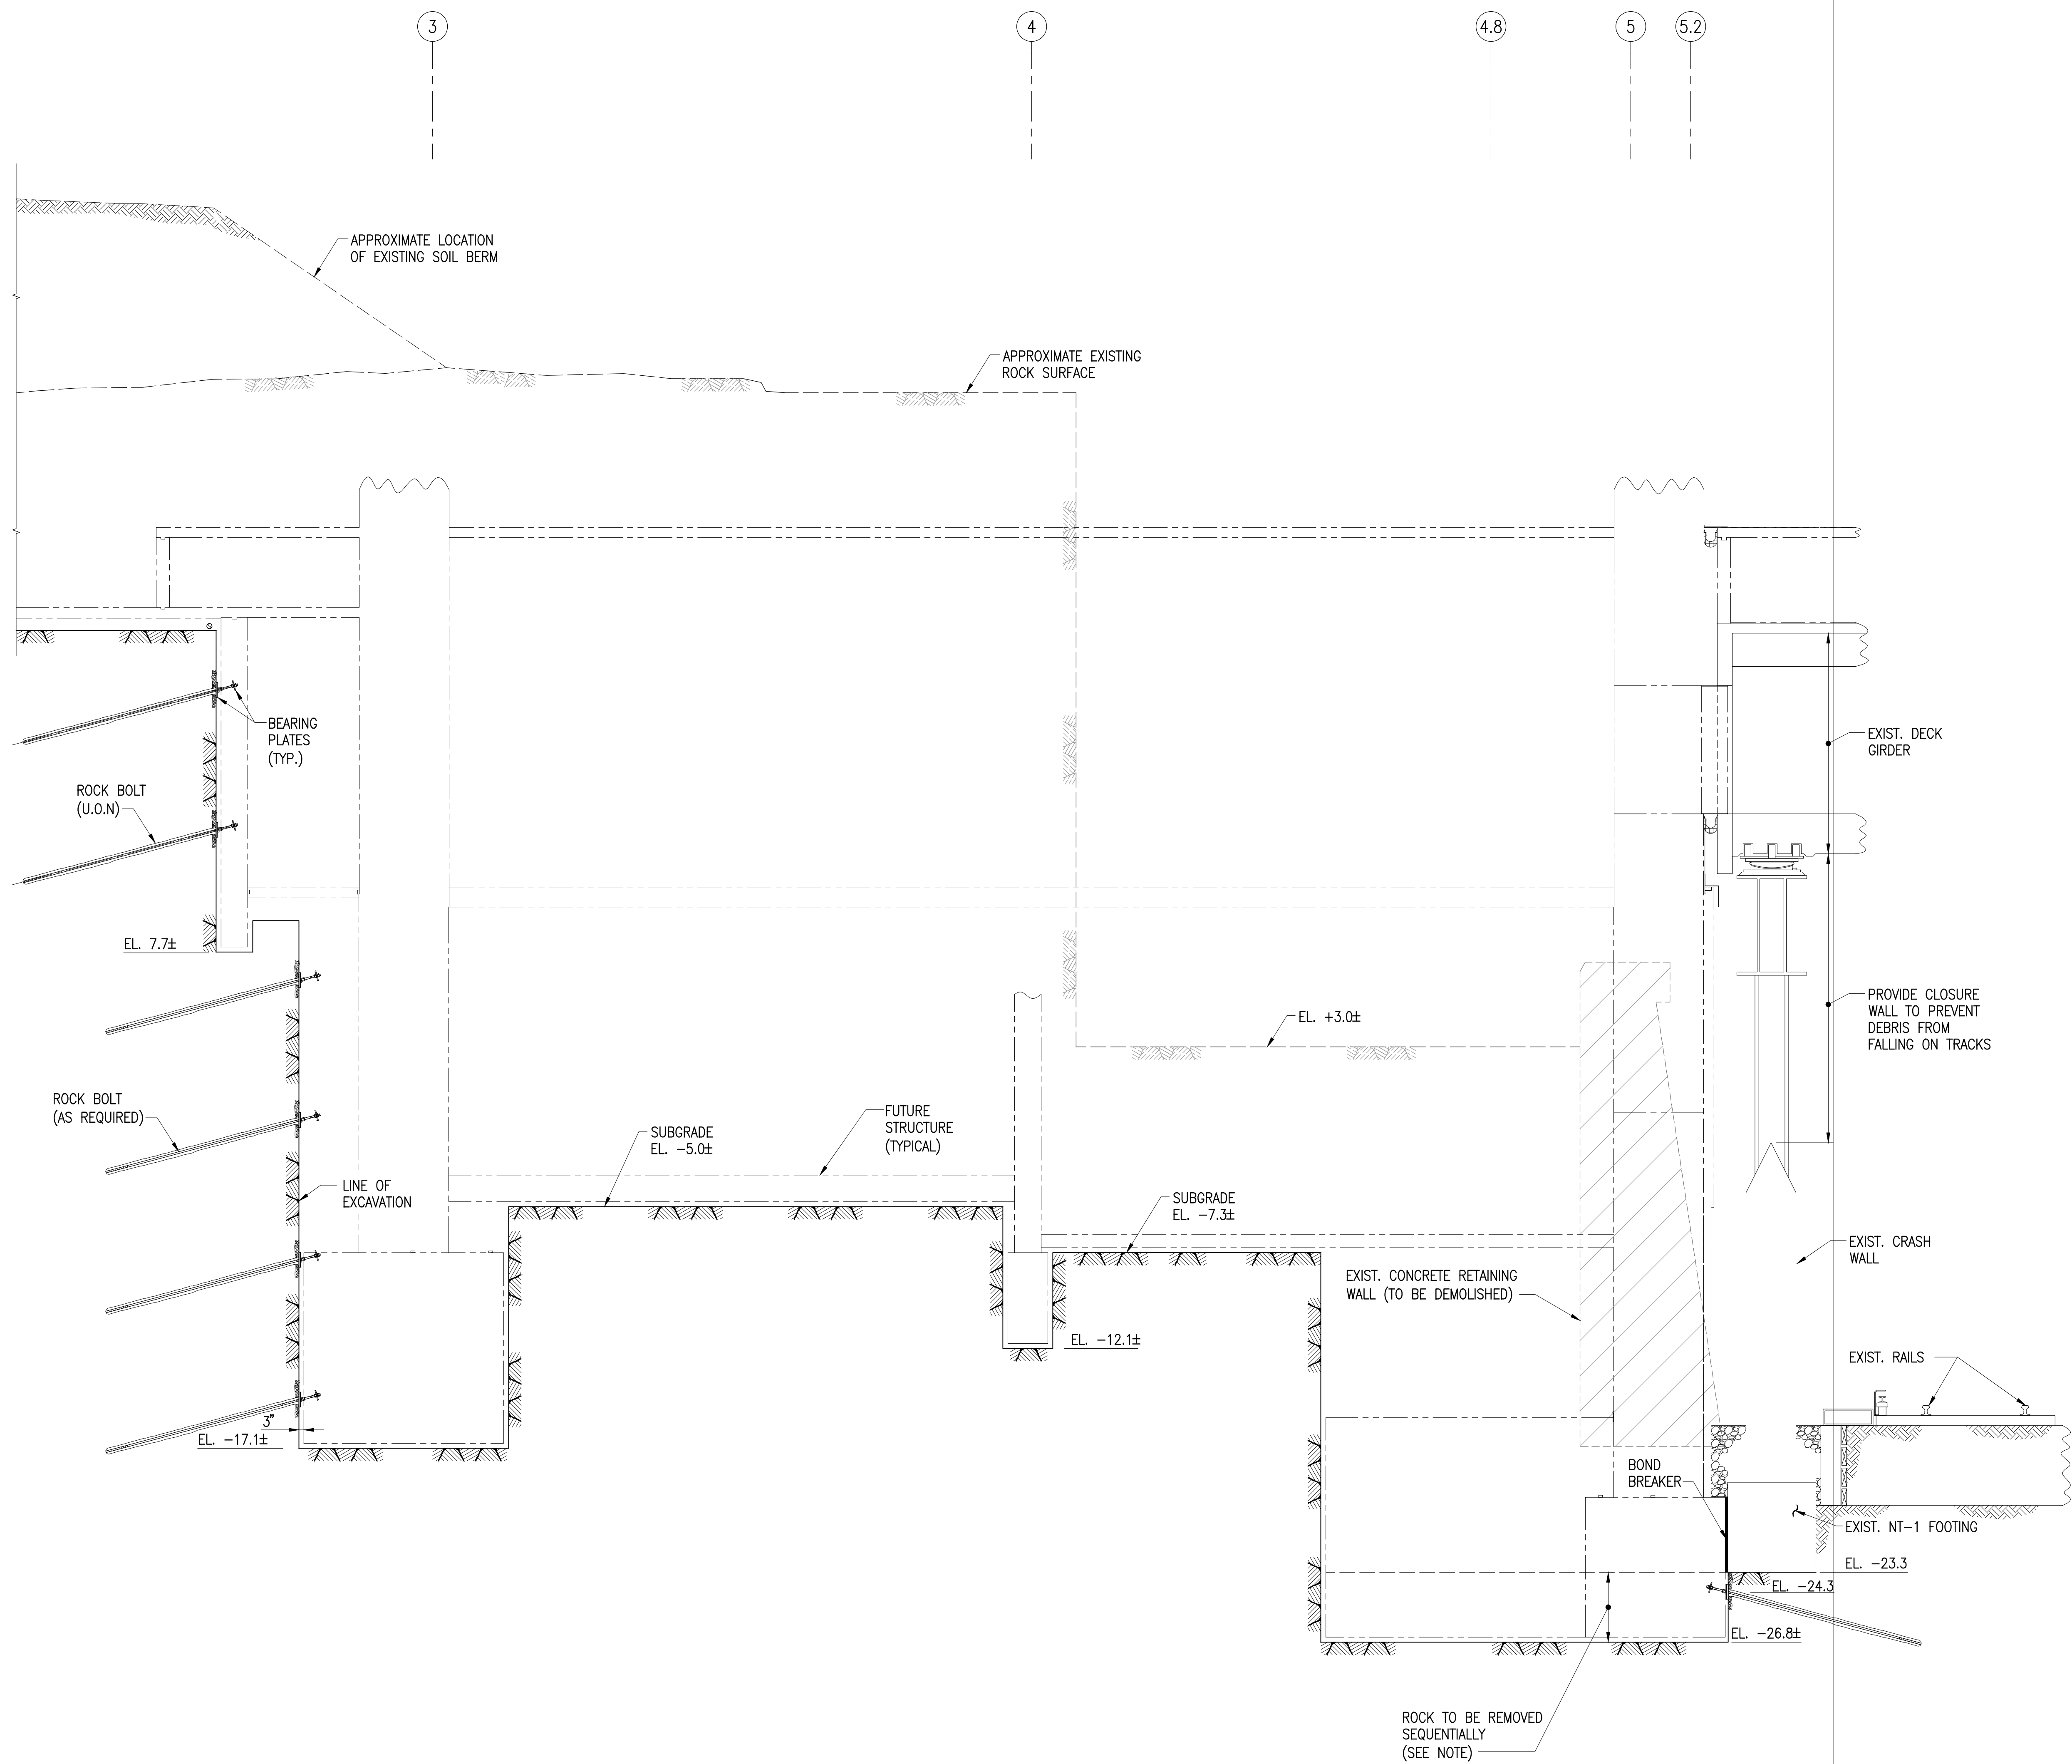 3
4
4.8
5
5.2
APPROXIMATE LOCATION
OF EXISTING SOIL BERM
APPROXIMATE EXISTING
ROCK SURFACE
BEARING
PLATES
(TYP.)
EXIST. DECK
GIRDER
ROCK BOLT
(U.O.N)
EL. 7.7±
PROVIDE CLOSURE
WALL TO PREVENT
DEBRIS FROM
FALLING ON TRACKS
EL. +3.0±
ROCK BOLT
(AS REQUIRED)
FUTURE
STRUCTURE
(TYPICAL)
SUBGRADE
EL. -5.0±
LINE OF
EXCAVATION
SUBGRADE
EL. -7.3±
EXIST. CRASH
WALL
EXIST. CONCRETE RETAINING
WALL (TO BE DEMOLISHED)
EL. -12.1±
EXIST. RAILS
3"
EL. -17.1±
BOND
BREAKER
EXIST. NT-1 FOOTING
EL. -23.3
EL. -24.3
EL. -26.8±
ROCK TO BE REMOVED
SEQUENTIALLY
(SEE NOTE)